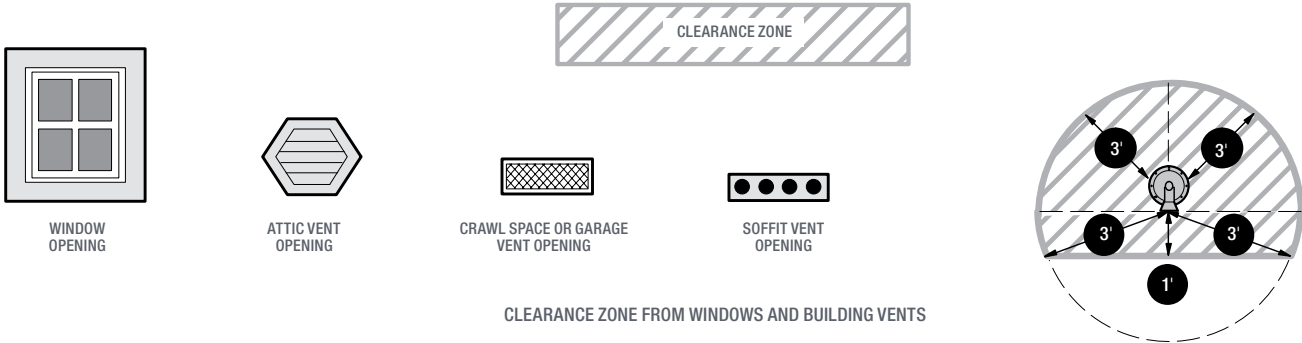 CLEARANCE ZONE
WINDOW
OPENING
ATTIC VENT
OPENING
CRAWL SPACE OR GARAGE
VENT OPENING
SOFFIT VENT
OPENING
3'
3'
3'
3'
1'
CLEARANCE ZONE FROM WINDOWS AND BUILDING VENTS